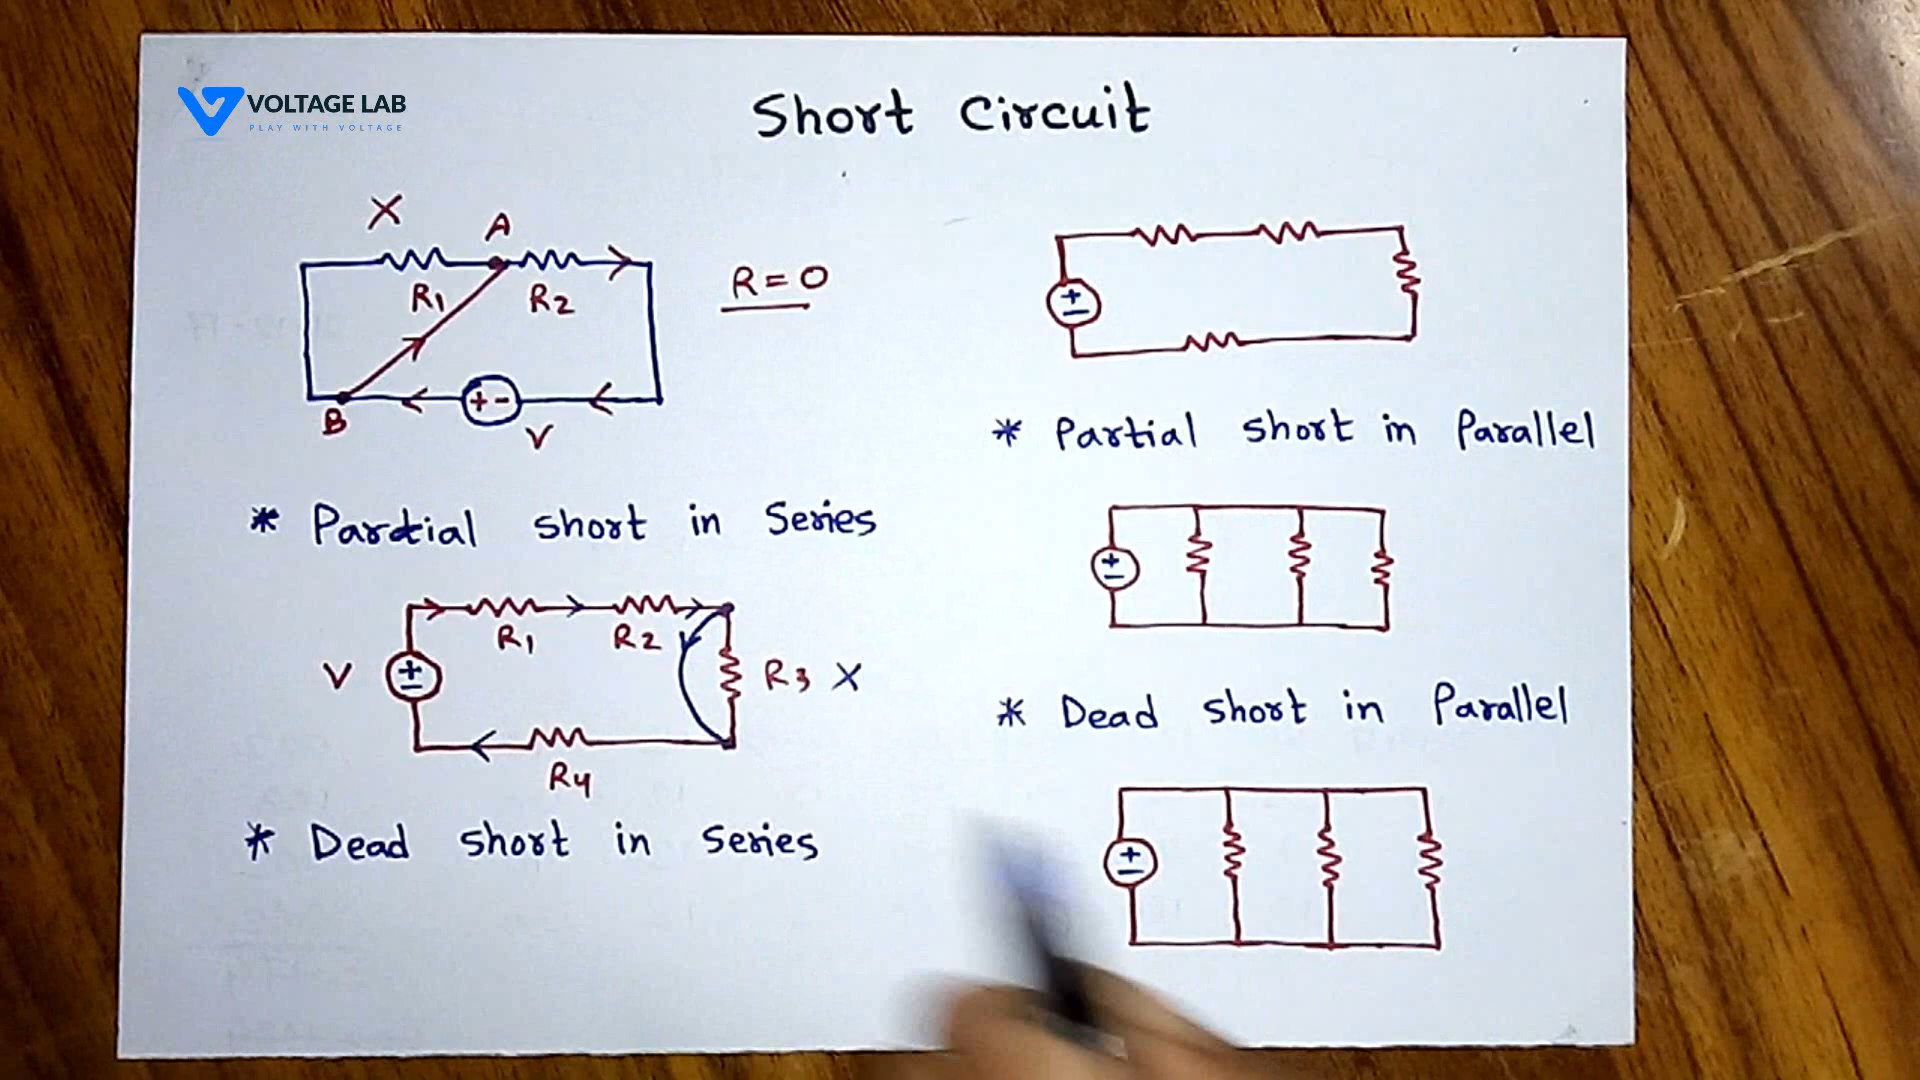 VOLTAGE LAB
PLAY WITH VOLTAGE
Short Circuit
X
A
R1
R2
R = 0
B
+ -
V
* Partial short in Series
R1
R2
V
+
-
R3 X
R4
* Dead short in series
+
-
* Partial short in Parallel
+
-
* Dead short in Parallel
+
-